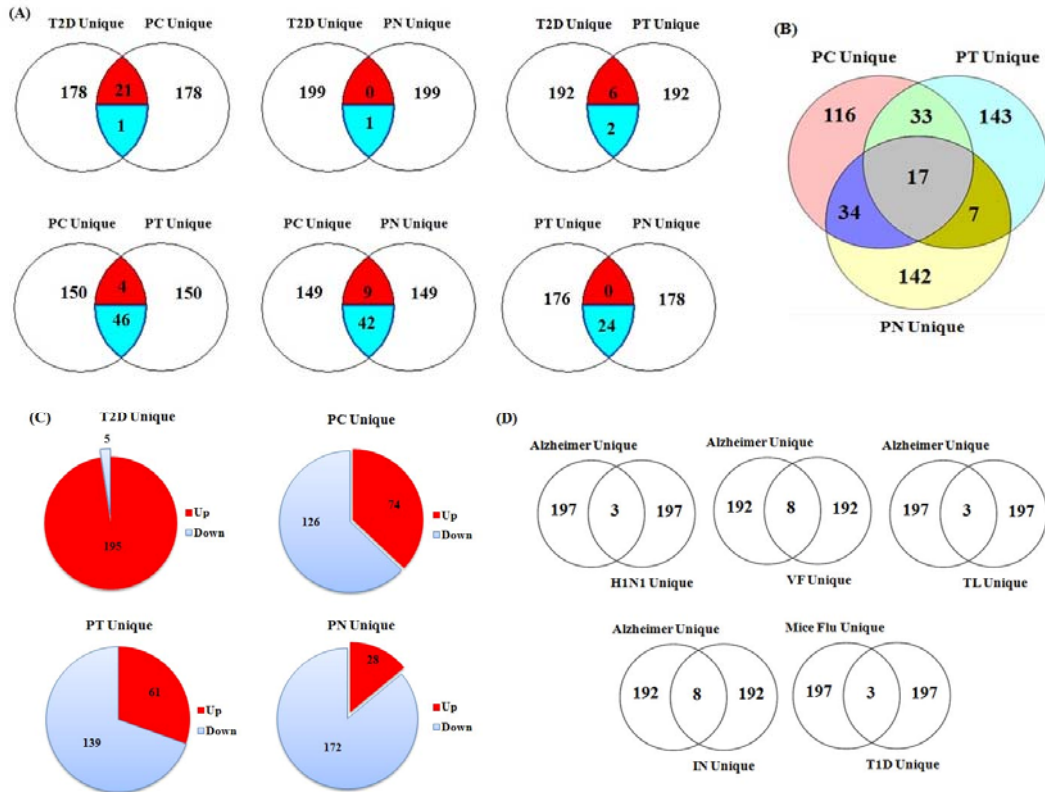 (A)
T2D Unique PC Unique
178 21 178
1
T2D Unique PN Unique
199 0 199
1
T2D Unique PT Unique
192 6 192
2
PC Unique PT Unique
150 4 150
46
PC Unique PN Unique
149 9 149
42
PT Unique PN Unique
176 0 178
24
(B)
PC Unique PT Unique
116 33 143
17
34 7
142
PN Unique
(C)
T2D Unique
5
195
Up
Down
PC Unique
126 74
Up
Down
PT Unique
61
139
Up
Down
PN Unique
28
172
Up
Down
(D)
Alzheimer Unique
197 3 197
H1N1 Unique
Alzheimer Unique
192 8 192
VF Unique
Alzheimer Unique
197 3 197
TL Unique
Alzheimer Unique
192 8 192
IN Unique
Mice Flu Unique
197 3 197
T1D Unique